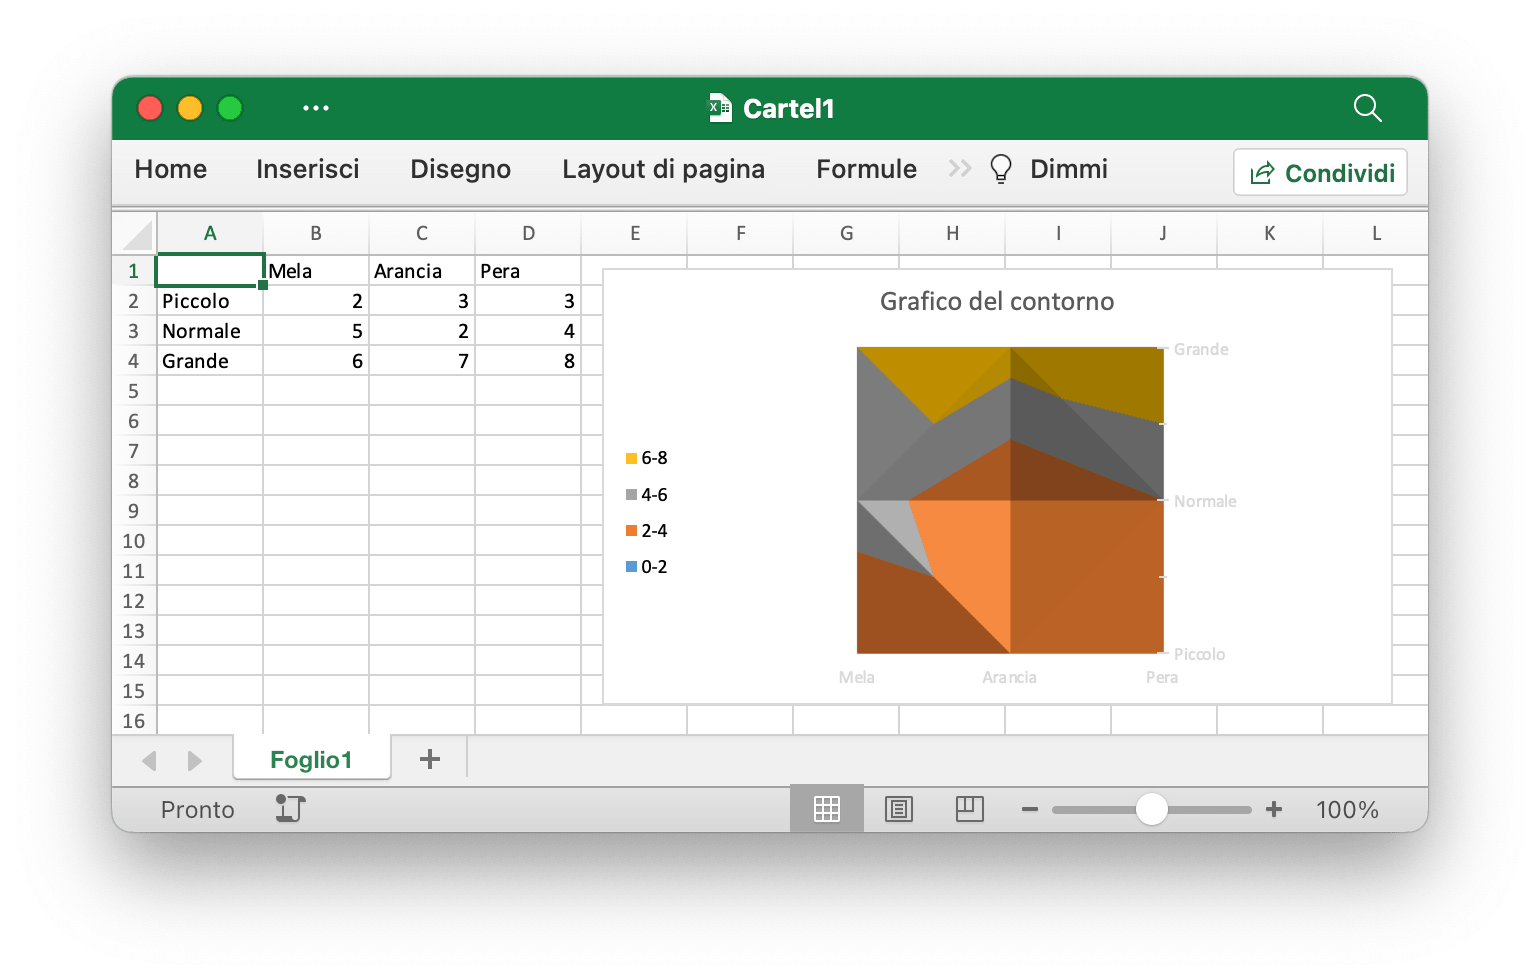 Cartel1
Home Inserisci Disegno Layout di pagina Formule Dimmi Condividi
A B C D E F G H I J K L
1 Mela Arancia Pera
2 Piccolo 2 3 3
3 Normale 5 2 4
4 Grande 6 7 8
5
6
7
8
9
10
11
12
13
14
15
16
Grafico del contorno
6-8
4-6
2-4
0-2
Grande
Normale
Piccolo
Mela Arancia Pera
Foglio1
Pronto 100%